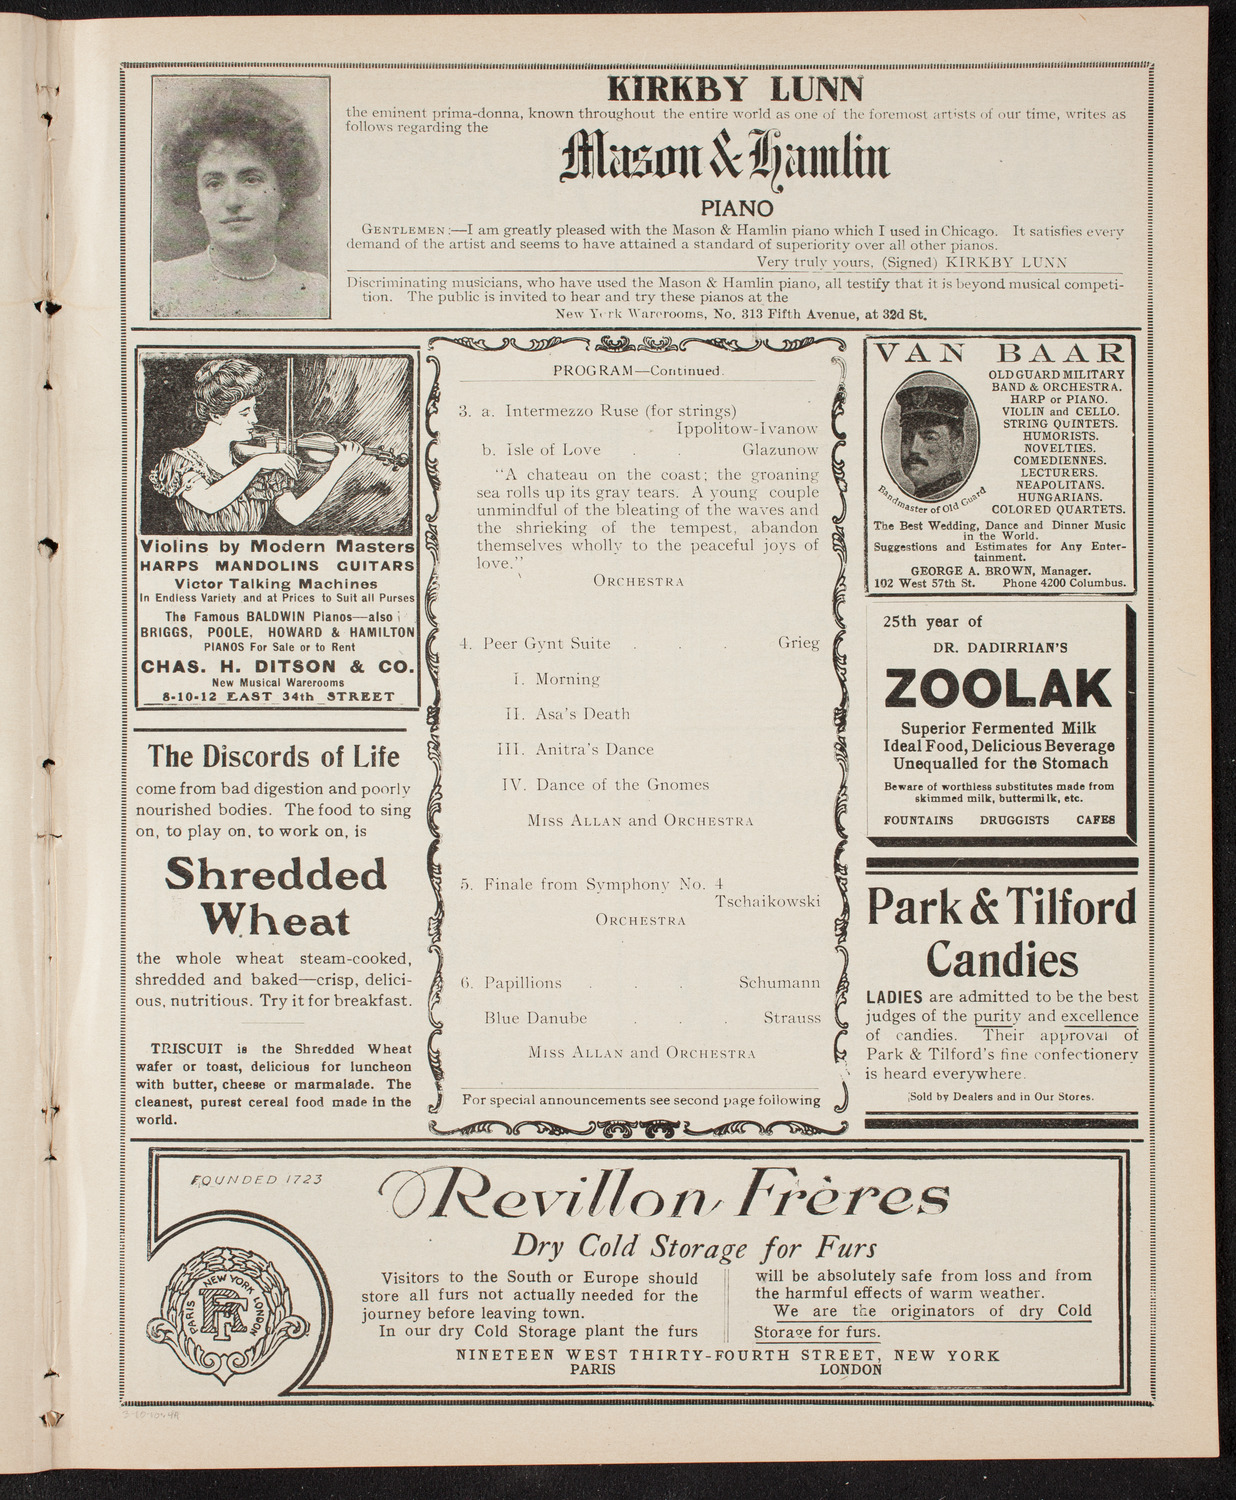 KIRKBY LUNN
the eminent prima-donna, known throughout the entire world as one of the foremost artists of our time, writes as
follows regarding the
Mason & Hamlin
PIANO
GENTLEMEN:—I am greatly pleased with the Mason & Hamlin piano which I used in Chicago. It satisfies every
demand of the artist and seems to have attained a standard of superiority over all other pianos.
Very truly yours, (Signed) KIRKBY LUNN
Discriminating musicians, who have used the Mason & Hamlin piano, all testify that it is beyond musical competi-
tion. The public is invited to hear and try these pianos at the
New York Warerooms, No. 313 Fifth Avenue, at 32d St.
Violins by Modern Masters
HARPS MANDOLINS GUITARS
Victor Talking Machines
In Endless Variety and at Prices to Suit all Purses
The Famous BALDWIN Pianos—also
BRIGGS, POOLE, HOWARD & HAMILTON
PIANOS For Sale or to Rent
CHAS. H. DITSON & CO.
New Musical Warerooms
8-10-12 EAST 34th STREET
The Discords of Life
come from bad digestion and poorly
nourished bodies. The food to sing
on, to play on, to work on, is
Shredded
Wheat
the whole wheat steam-cooked,
shredded and baked—crisp, delici-
ous, nutritious. Try it for breakfast.
TRISCUIT is the Shredded Wheat
wafer or toast, delicious for luncheon
with butter, cheese or marmalade. The
cleanest, purest cereal food made in the
world.
PROGRAM—Continued.
3. a. Intermezzo Ruse (for strings)
Ippolitow-Ivanow
b. Isle of Love . . Glazunow
"A chateau on the coast; the groaning
sea rolls up its gray tears. A young couple
unmindful of the bleating of the waves and
the shrieking of the tempest, abandon
themselves wholly to the peaceful joys of
love."
ORCHESTRA
4. Peer Gynt Suite . . . Grieg
I. Morning
II. Asa's Death
III. Anitra's Dance
IV. Dance of the Gnomes
MISS ALLAN and ORCHESTRA
5. Finale from Symphony No. 4
Tschaikowski
ORCHESTRA
6. Papillions . . . Schumann
Blue Danube . . . Strauss
MISS ALLAN and ORCHESTRA
For special announcements see second page following
VAN BAAR
OLD GUARD MILITARY
BAND & ORCHESTRA.
HARP or PIANO.
VIOLIN and CELLO.
STRING QUINTETS.
HUMORISTS.
NOVELTIES.
COMEDIENNES.
LECTURERS.
NEAPOLITANS.
HUNGARIANS.
COLORED QUARTETS.
Bandmaster of Old Guard
The Best Wedding, Dance and Dinner Music
in the World.
Suggestions and Estimates for Any Enter-
tainment.
GEORGE A. BROWN, Manager.
102 West 57th St. Phone 4200 Columbus.
25th year of
DR. DADIRRIAN'S
ZOOLAK
Superior Fermented Milk
Ideal Food, Delicious Beverage
Unequalled for the Stomach
Beware of worthless substitutes made from
skimmed milk, buttermilk, etc.
FOUNTAINS DRUGGISTS CAFES
Park & Tilford
Candies
LADIES are admitted to be the best
judges of the purity and excellence
of candies. Their approval of
Park & Tilford's fine confectionery
is heard everywhere.
Sold by Dealers and in Our Stores.
FOUNDED 1723
Revillon Frères
Dry Cold Storage for Furs
PARIS NEW YORK LONDON
RF
Visitors to the South or Europe should
store all furs not actually needed for the
journey before leaving town.
In our dry Cold Storage plant the furs
will be absolutely safe from loss and from
the harmful effects of warm weather.
We are the originators of dry Cold
Storage for furs.
NINETEEN WEST THIRTY-FOURTH STREET, NEW YORK
PARIS LONDON